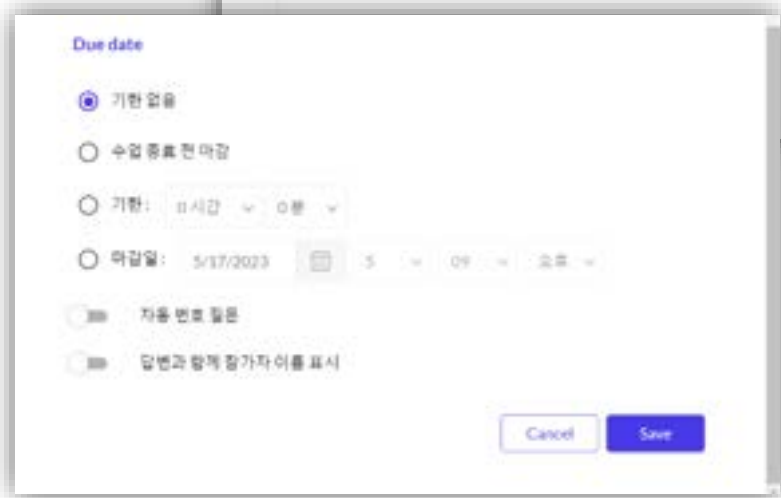 Due date
기한 없음
수업 종료 전 마감
기한: 0 시간 0 분
마감일: 5/17/2023 5 09 오후
자동 번호 질문
답변과 함께 참가자 이름 표시
Cancel Save